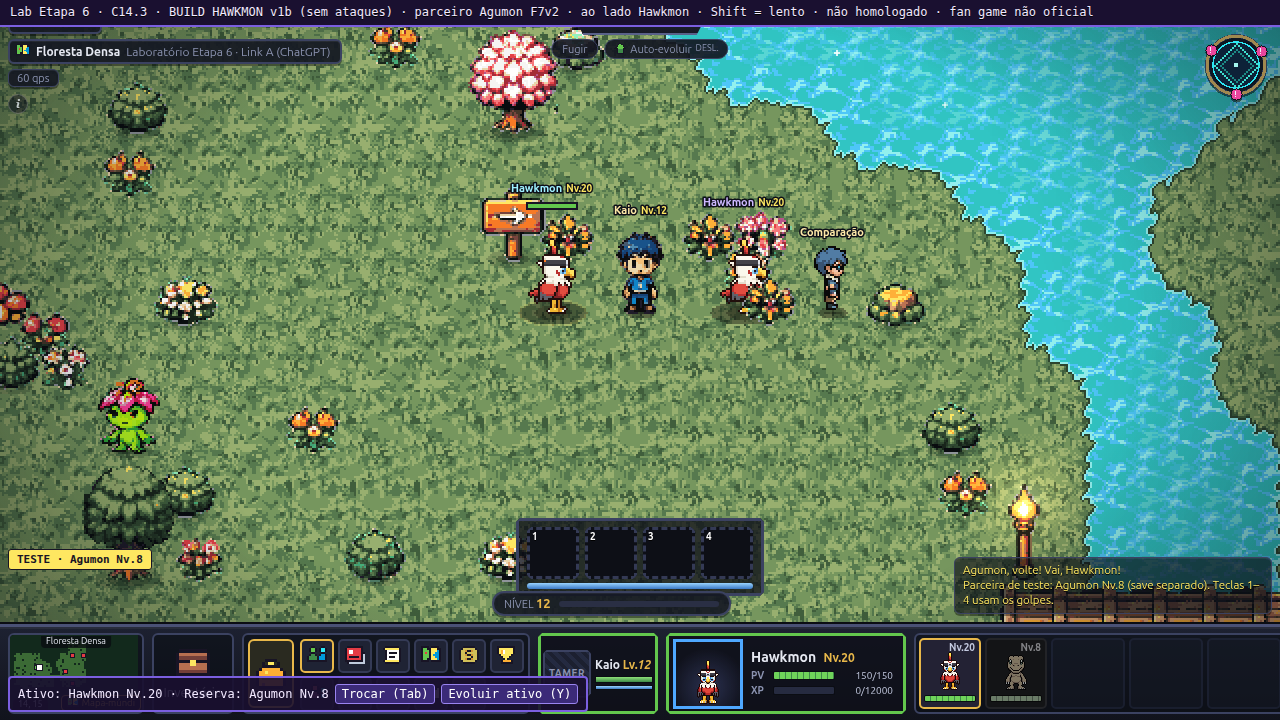 Lab Etapa 6 · C14.3 · BUILD HAWKMON v1b (sem ataques) · parceiro Agumon F7v2 · ao lado Hawkmon · Shift = lento · não homologado · fan game não oficial
Floresta Densa Laboratório Etapa 6 · Link A (ChatGPT)
Fugir
Auto-evoluir DESL.
60 qps
i
Hawkmon Nv.20
Kaio Nv.12
Hawkmon Nv.20
Comparação
1 2 3 4
TESTE · Agumon Nv.8
NÍVEL 12
Agumon, volte! Vai, Hawkmon!
Parceira de teste: Agumon Nv.8 (save separado). Teclas 1–
4 usam os golpes.
Floresta Densa
TAMER
Kaio Lv.12
Hawkmon Nv.20
PV 150/150
XP 0/12000
Nv.20
Nv.8
Ativo: Hawkmon Nv.20 · Reserva: Agumon Nv.8 Trocar (Tab) Evoluir ativo (Y)